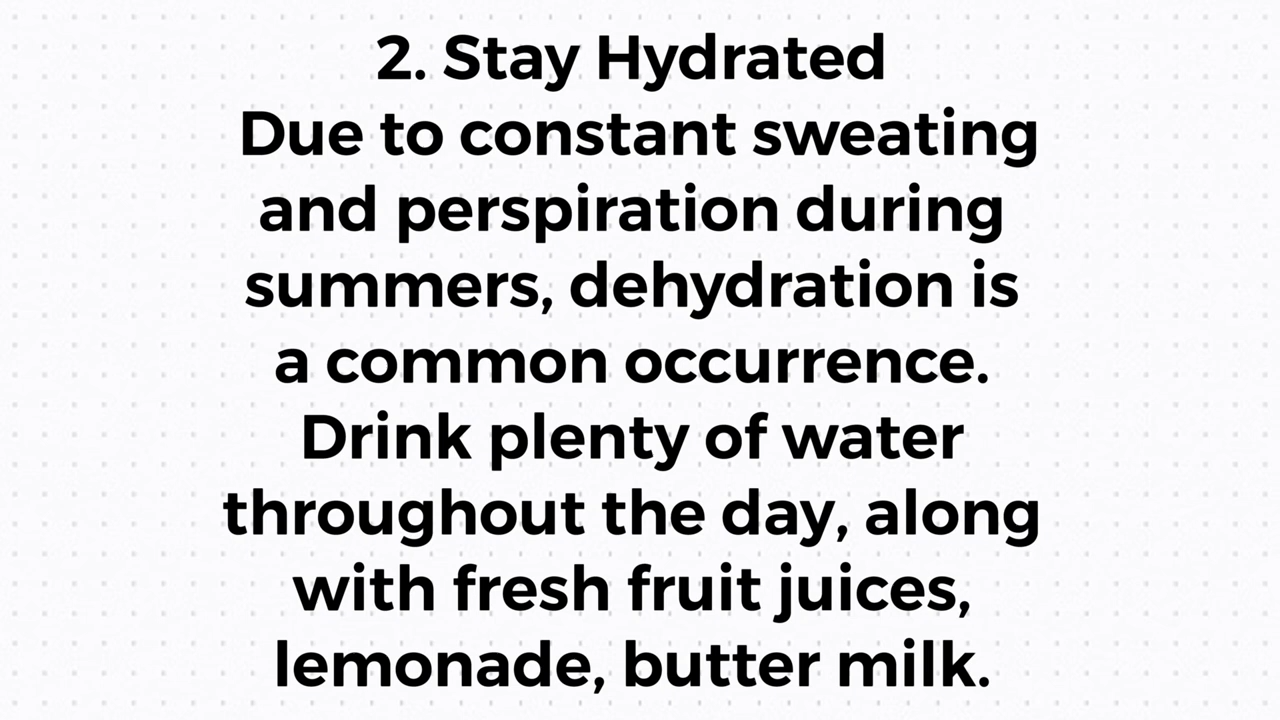 2. Stay Hydrated
Due to constant sweating
and perspiration during
summers, dehydration is
a common occurrence.
Drink plenty of water
throughout the day, along
with fresh fruit juices,
lemonade, butter milk.